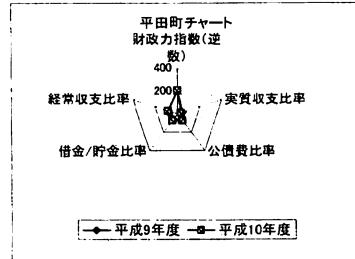 平田町チャート
財政力指数(逆
数)
400
200
経常収支比率
実質収支比率
借金/貯金比率
公債費比率
平成9年度
平成10年度